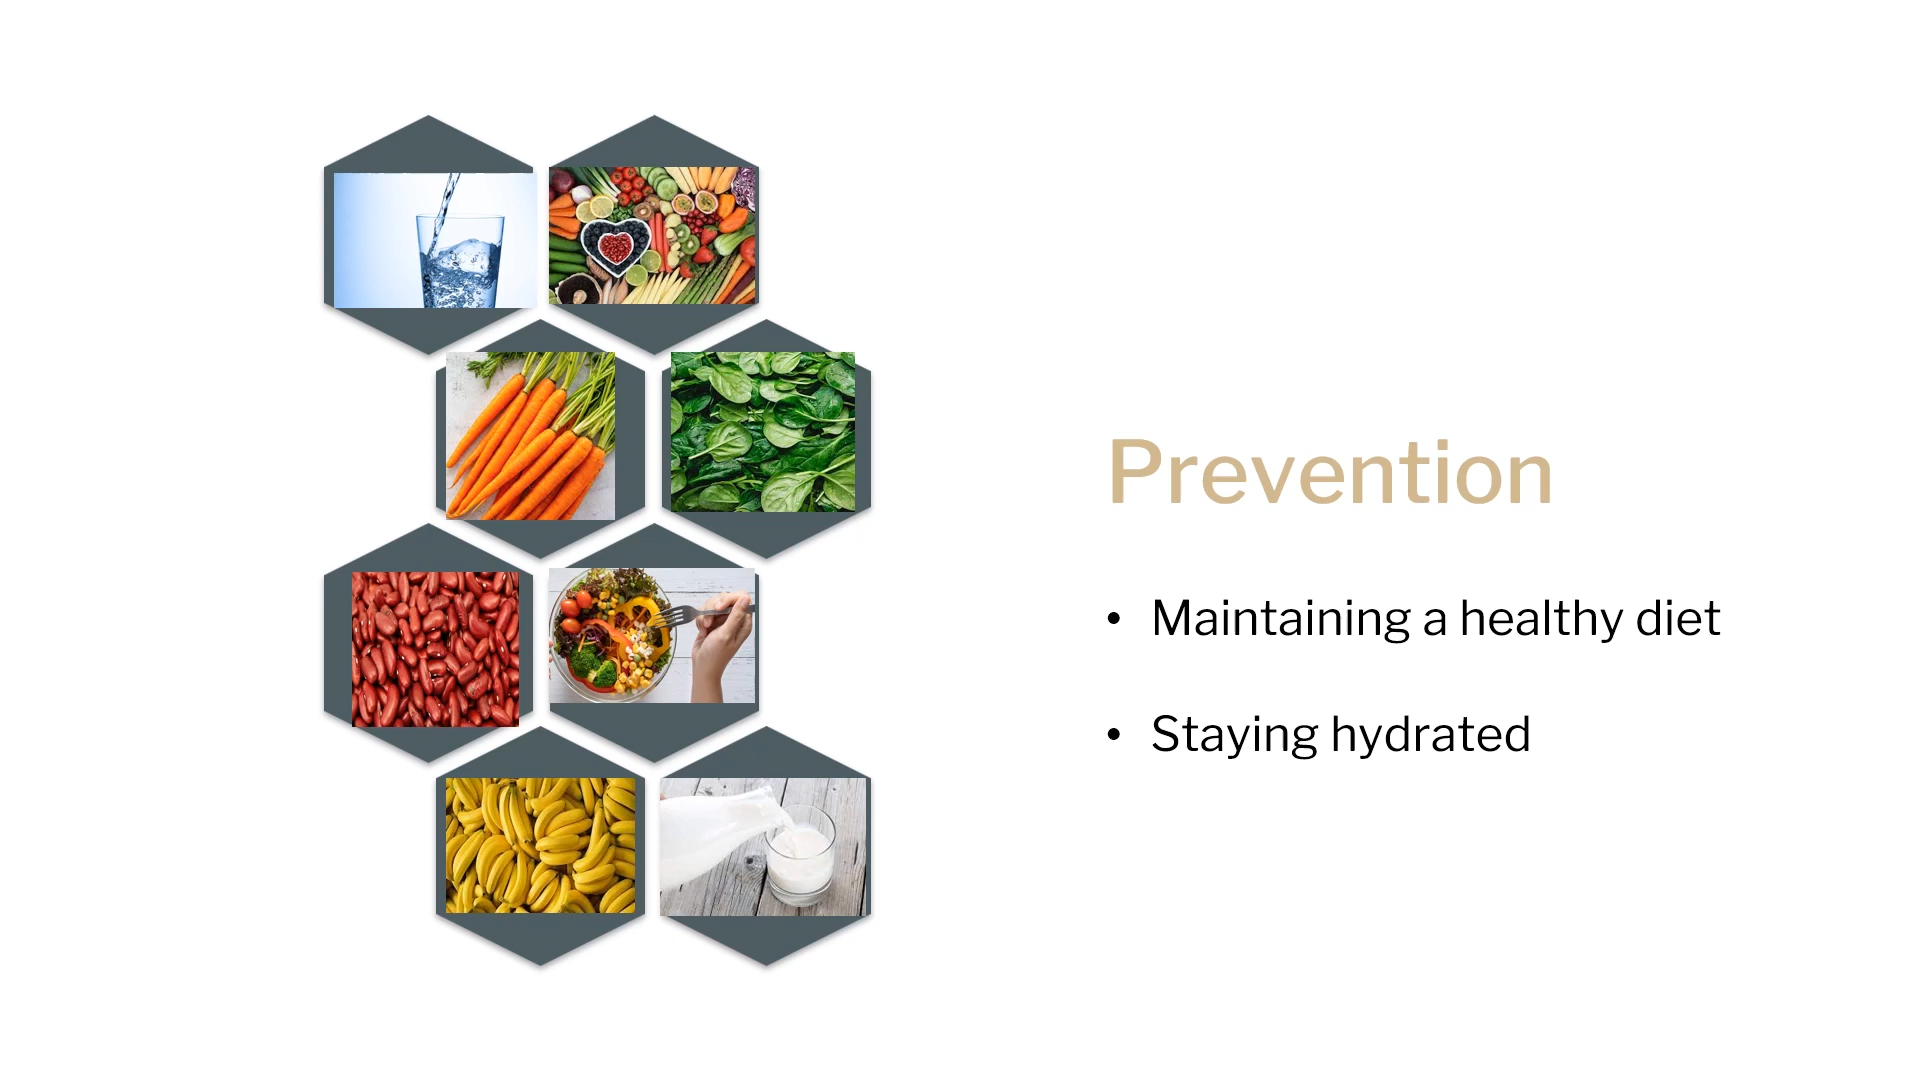 Prevention
• Maintaining a healthy diet
• Staying hydrated